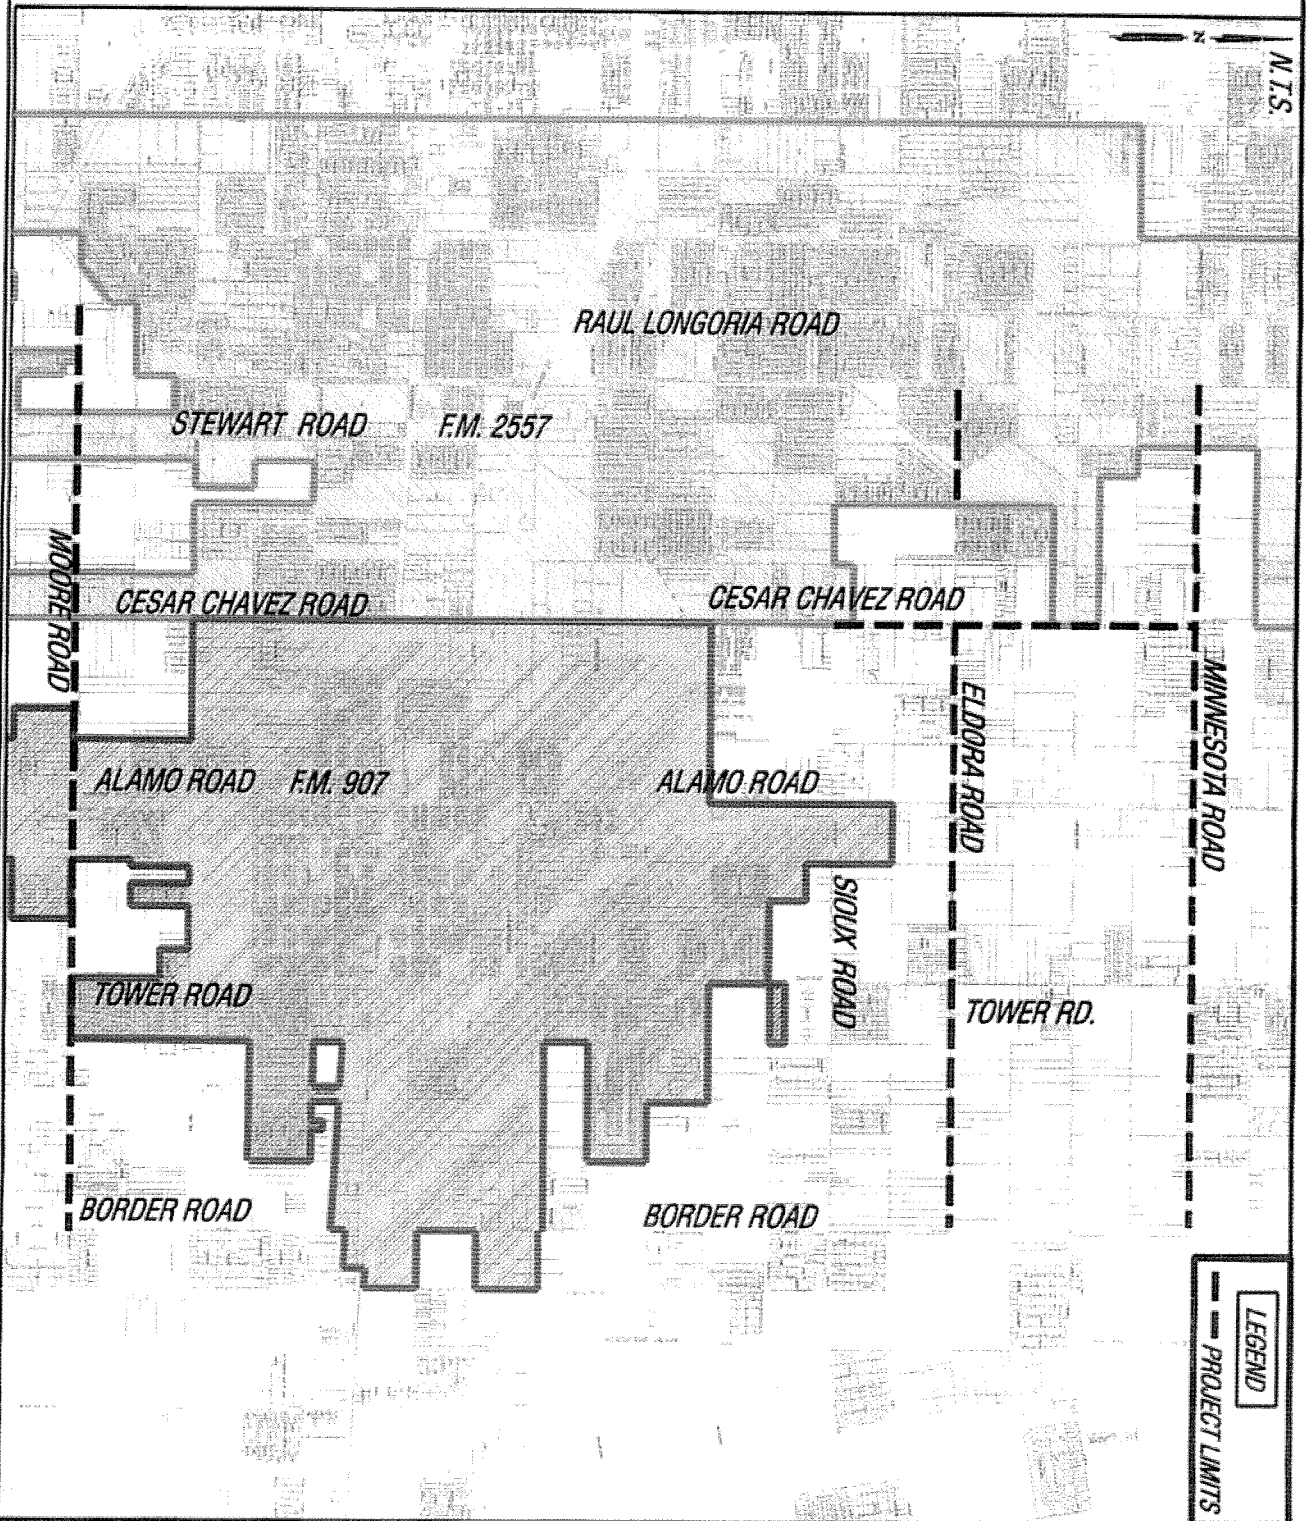 N.T.S.
N
RAUL LONGORIA ROAD
STEWART ROAD
F.M. 2557
MOORE ROAD
CESAR CHAVEZ ROAD
CESAR CHAVEZ ROAD
MINNESOTA ROAD
ELDORA ROAD
ALAMO ROAD
F.M. 907
ALAMO ROAD
SIOUX ROAD
TOWER ROAD
TOWER RD.
BORDER ROAD
BORDER ROAD
LEGEND
PROJECT LIMITS